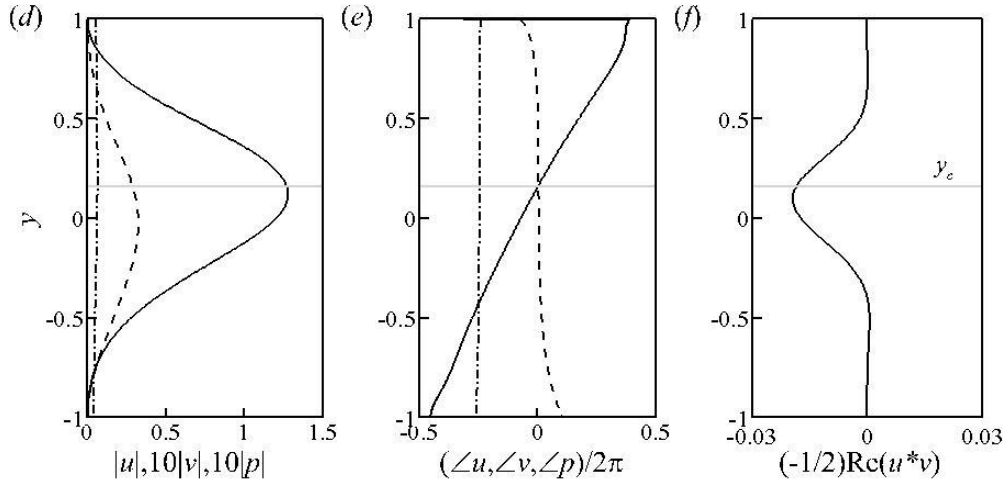 (d) (e) (f)
1 1 1
0.5 0.5 0.5
y_c
y
0 0 0
-0.5 -0.5 -0.5
-1 -1 -1
0 0.5 1 1.5 -0.5 0 0.5 -0.03 0 0.03
|u|,10|v|,10|p| (∠u,∠v,∠p)/2π (-1/2)Re(u*v)